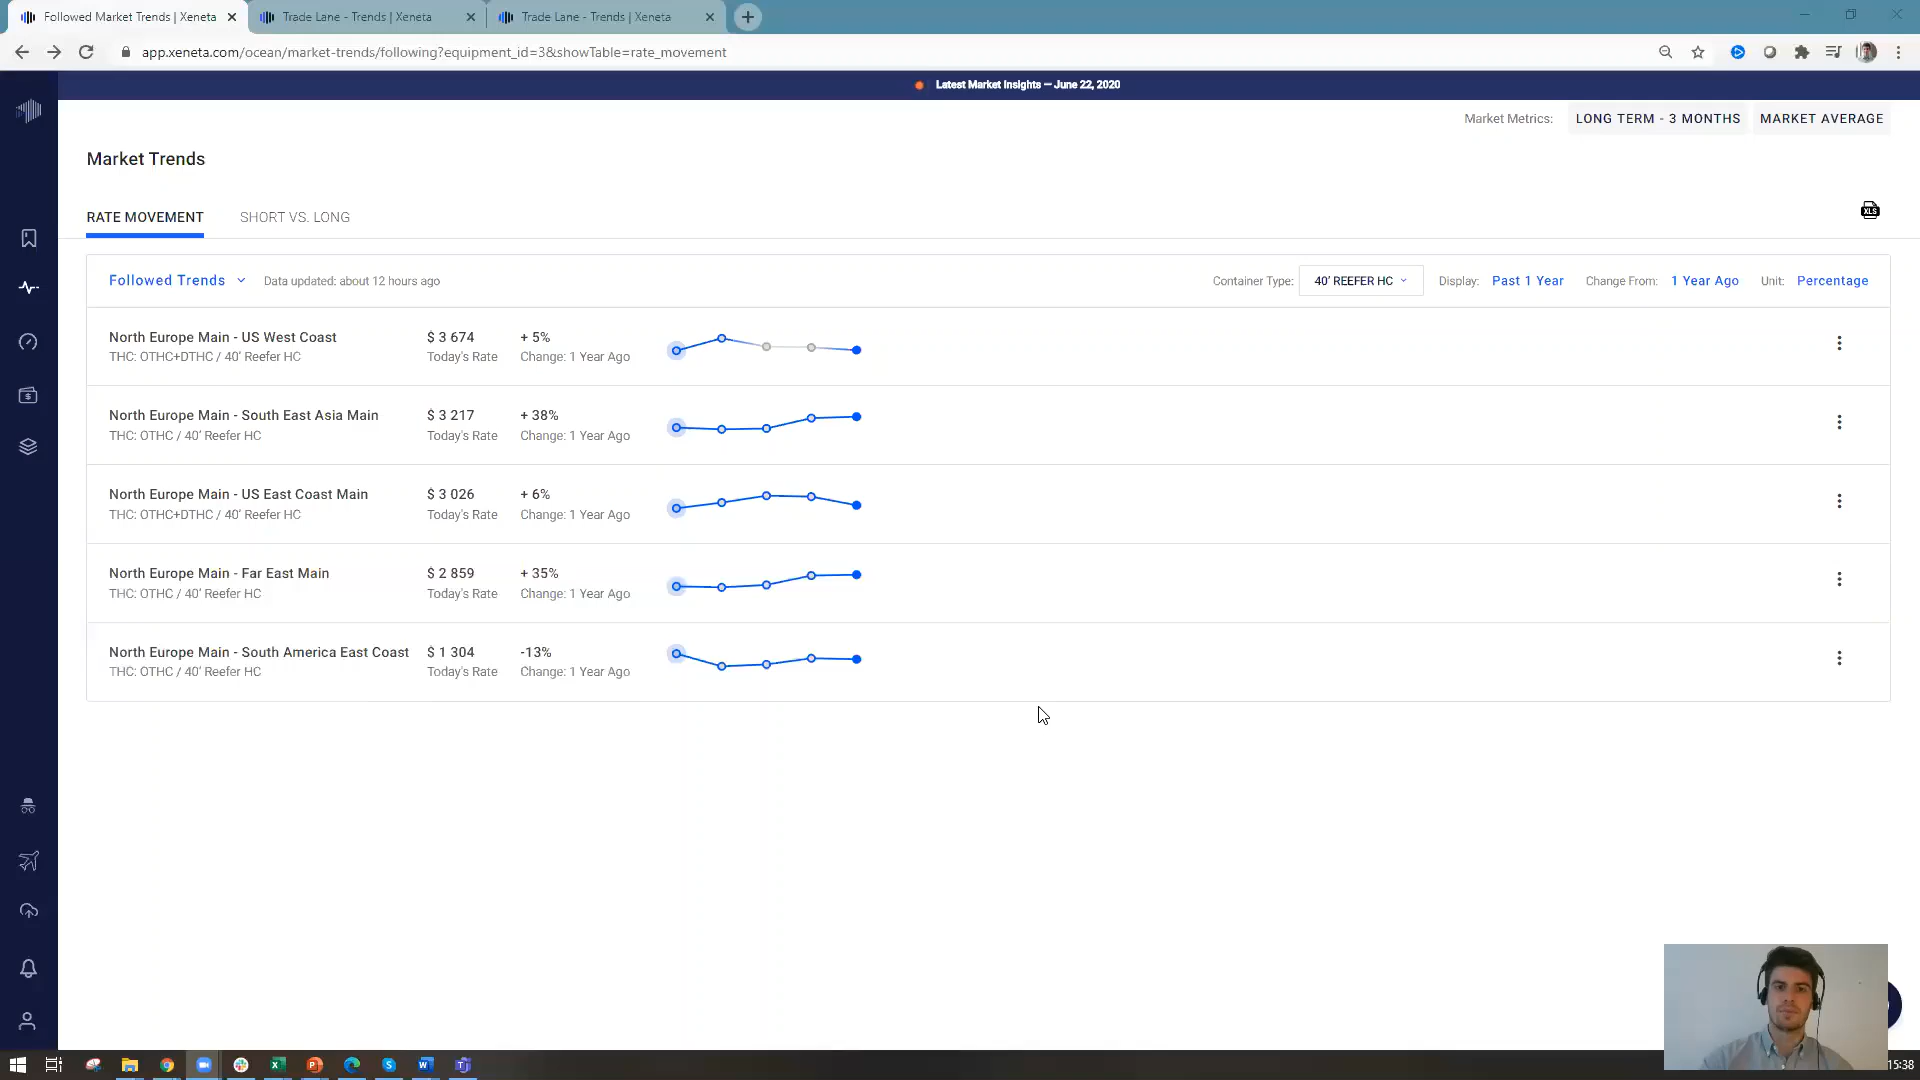 Followed Market Trends | Xeneta
Trade Lane - Trends | Xeneta
Trade Lane - Trends | Xeneta
app.xeneta.com/ocean/market-trends/following?equipment_id=3&showTable=rate_movement
Latest Market Insights — June 22, 2020
Market Metrics: LONG TERM - 3 MONTHS MARKET AVERAGE
Market Trends
RATE MOVEMENT SHORT VS. LONG
XLS
Followed Trends Data updated: about 12 hours ago Container Type: 40' REEFER HC Display: Past 1 Year Change From: 1 Year Ago Unit: Percentage
North Europe Main - US West Coast $ 3 674 + 5%
THC: OTHC+DTHC / 40' Reefer HC Today's Rate Change: 1 Year Ago
North Europe Main - South East Asia Main $ 3 217 + 38%
THC: OTHC / 40' Reefer HC Today's Rate Change: 1 Year Ago
North Europe Main - US East Coast Main $ 3 026 + 6%
THC: OTHC+DTHC / 40' Reefer HC Today's Rate Change: 1 Year Ago
North Europe Main - Far East Main $ 2 859 + 35%
THC: OTHC / 40' Reefer HC Today's Rate Change: 1 Year Ago
North Europe Main - South America East Coast $ 1 304 -13%
THC: OTHC / 40' Reefer HC Today's Rate Change: 1 Year Ago
15:38